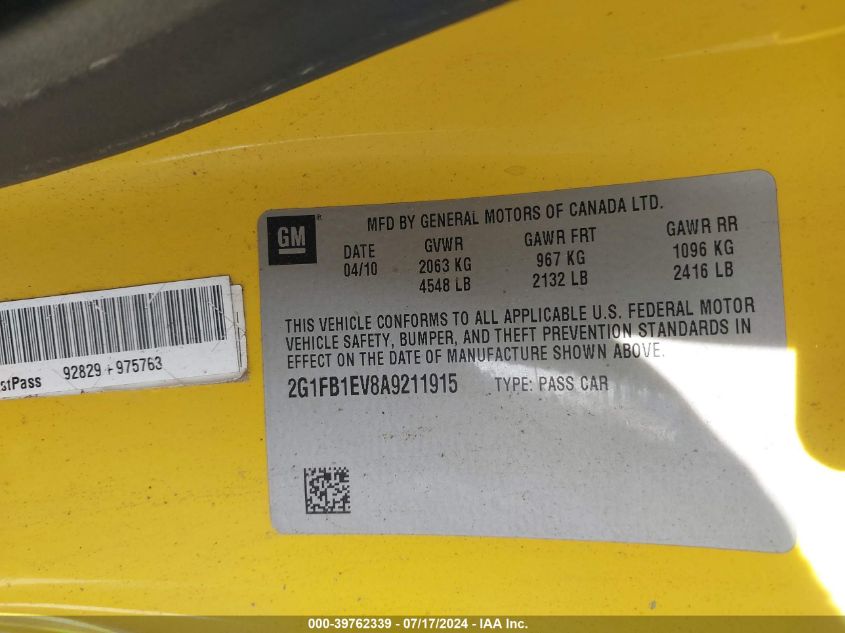 GM
MFD BY GENERAL MOTORS OF CANADA LTD.
DATE GVWR GAWR FRT GAWR RR
04/10 2063 KG 967 KG 1096 KG
4548 LB 2132 LB 2416 LB
THIS VEHICLE CONFORMS TO ALL APPLICABLE U.S. FEDERAL MOTOR
VEHICLE SAFETY, BUMPER, AND THEFT PREVENTION STANDARDS IN
EFFECT ON THE DATE OF MANUFACTURE SHOWN ABOVE.
2G1FB1EV8A9211915 TYPE: PASS CAR
stPass 92829 + 975763
000-39762339 - 07/17/2024 - IAA Inc.